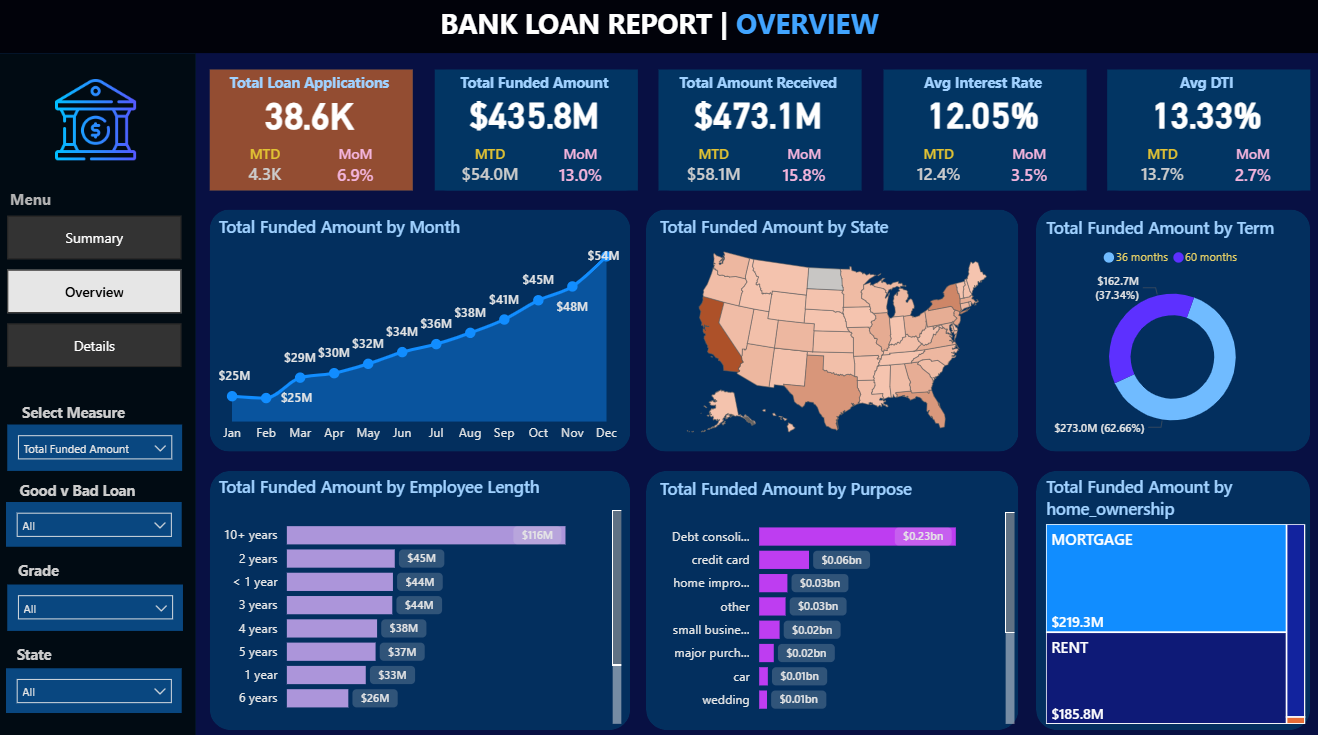 BANK LOAN REPORT | OVERVIEW
Menu
Summary
Overview
Details
Select Measure
Total Funded Amount
Good v Bad Loan
All
Grade
All
State
All
Total Loan Applications
38.6K
MTD MoM
4.3K 6.9%
Total Funded Amount
$435.8M
MTD MoM
$54.0M 13.0%
Total Amount Received
$473.1M
MTD MoM
$58.1M 15.8%
Avg Interest Rate
12.05%
MTD MoM
12.4% 3.5%
Avg DTI
13.33%
MTD MoM
13.7% 2.7%
Total Funded Amount by Month
$25M
$25M
$29M
$30M
$32M
$34M
$36M
$38M
$41M
$45M
$48M
$54M
Jan Feb Mar Apr May Jun Jul Aug Sep Oct Nov Dec
Total Funded Amount by State
Total Funded Amount by Term
36 months 60 months
$162.7M
(37.34%)
$273.0M (62.66%)
Total Funded Amount by Employee Length
10+ years $116M
2 years $45M
< 1 year $44M
3 years $44M
4 years $38M
5 years $37M
1 year $33M
6 years $26M
Total Funded Amount by Purpose
Debt consoli... $0.23bn
credit card $0.06bn
home impro... $0.03bn
other $0.03bn
small busine... $0.02bn
major purch... $0.02bn
car $0.01bn
wedding $0.01bn
Total Funded Amount by
home_ownership
MORTGAGE
$219.3M
RENT
$185.8M
$